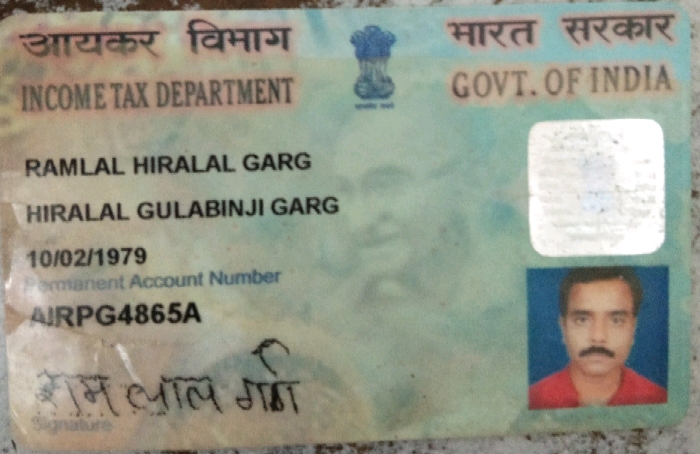 आयकर विभाग
भारत सरकार
INCOME TAX DEPARTMENT
GOVT. OF INDIA
RAMLAL HIRALAL GARG
HIRALAL GULABINJI GARG
10/02/1979
Permanent Account Number
AIRPG4865A
रामलाल गर्ग
Signature